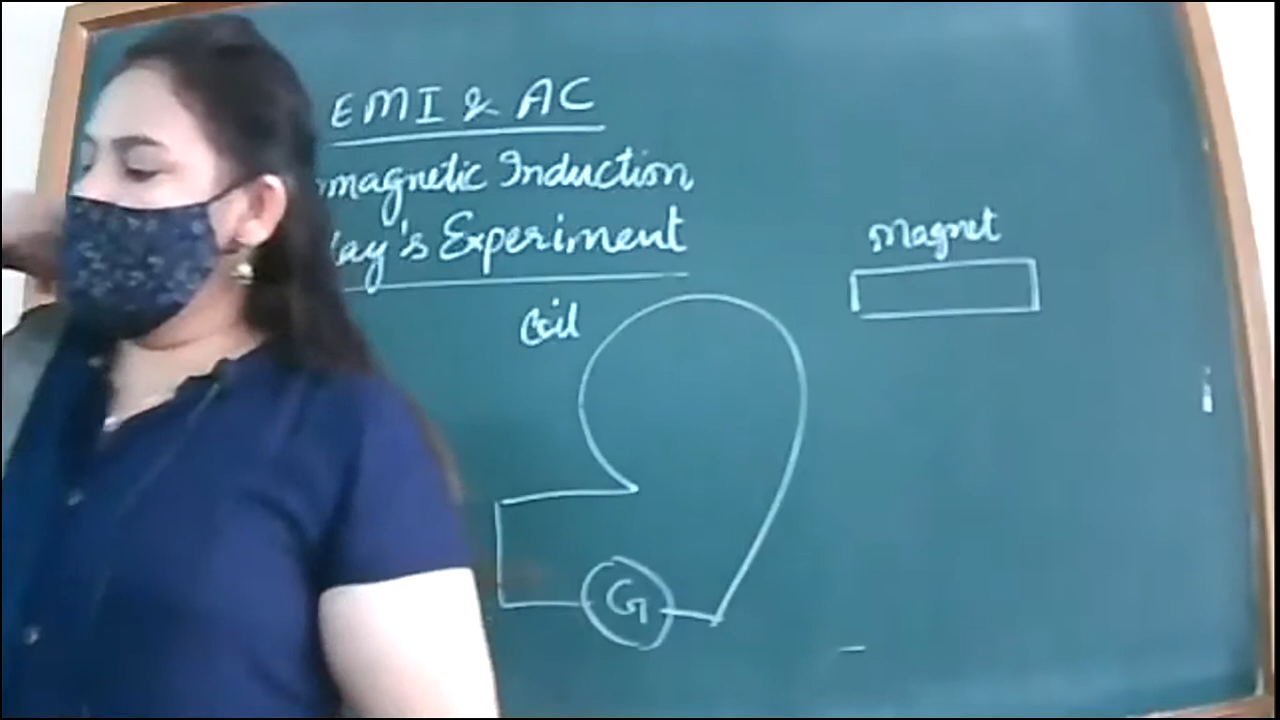 EMI & AC
magnetic Induction
ay's Experiment
Magnet
Coil
G